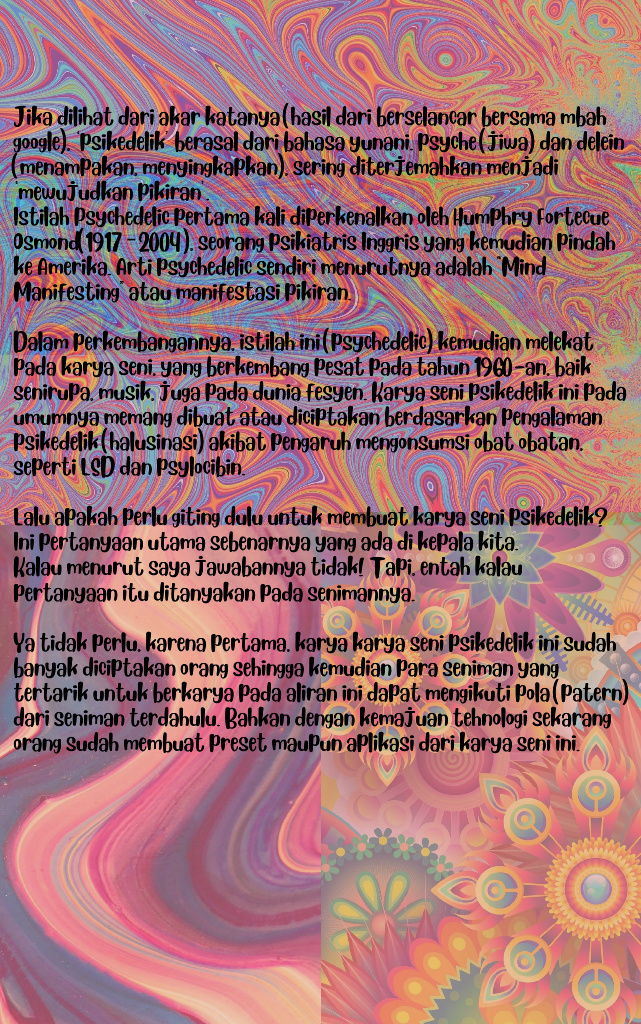 Jika dilihat dari akar katanya(hasil dari berselancar bersama mbah
google). 'Psikedelik' berasal dari bahasa yunani. Psyche(jiwa) dan delein
(menampakan, menyingkapkan), sering diterjemahkan menjadi
"mewujudkan Pikiran".
Istilah Psychedelic Pertama kali diperkenalkan oleh Humphry Fortecue
Osmond(1917 - 2004), seorang Psikiatris Inggris yang kemudian Pindah
ke Amerika. Arti Psychedelic sendiri menurutnya adalah "Mind
Manifesting" atau manifestasi Pikiran.
Dalam Perkembangannya, istilah ini(Psychedelic) kemudian melekat
Pada karya seni, yang berkembang Pesat Pada tahun 1960-an, baik
senirupa, musik, juga Pada dunia fesyen. Karya seni Psikedelik ini Pada
umumnya memang dibuat atau diciptakan berdasarkan Pengalaman
Psikedelik(halusinasi) akibat Pengaruh mengonsumsi obat obatan,
seperti LSD dan Psylocibin.
Lalu apakah Perlu giting dulu untuk membuat karya seni Psikedelik?
Ini Pertanyaan utama sebenarnya yang ada di kepala kita.
Kalau menurut saya jawabannya tidak! Tapi, entah kalau
Pertanyaan itu ditanyakan Pada senimannya.
Ya tidak Perlu, karena Pertama, karya karya seni Psikedelik ini sudah
banyak diciptakan orang sehingga kemudian Para seniman yang
tertarik untuk berkarya Pada aliran ini dapat mengikuti Pola(Patern)
dari seniman terdahulu. Bahkan dengan kemajuan tehnologi sekarang
orang sudah membuat Preset maupun aplikasi dari karya seni ini.